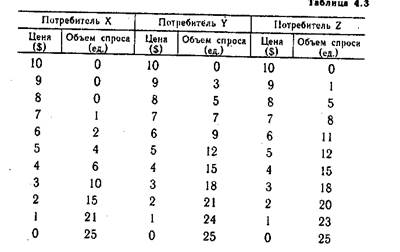 Таблица 4.3
Потребитель X Потребитель Y Потребитель Z
Цена ($) Объем спроса (ед.) Цена ($) Объем спроса (ед.) Цена ($) Объем спроса (ед.)
10 0 10 0 10 0
9 0 9 3 9 1
8 0 8 5 8 5
7 1 7 7 7 8
6 2 6 9 6 11
5 4 5 12 5 12
4 6 4 15 4 15
3 10 3 18 3 18
2 15 2 21 2 20
1 21 1 24 1 23
0 25 0 25 0 25